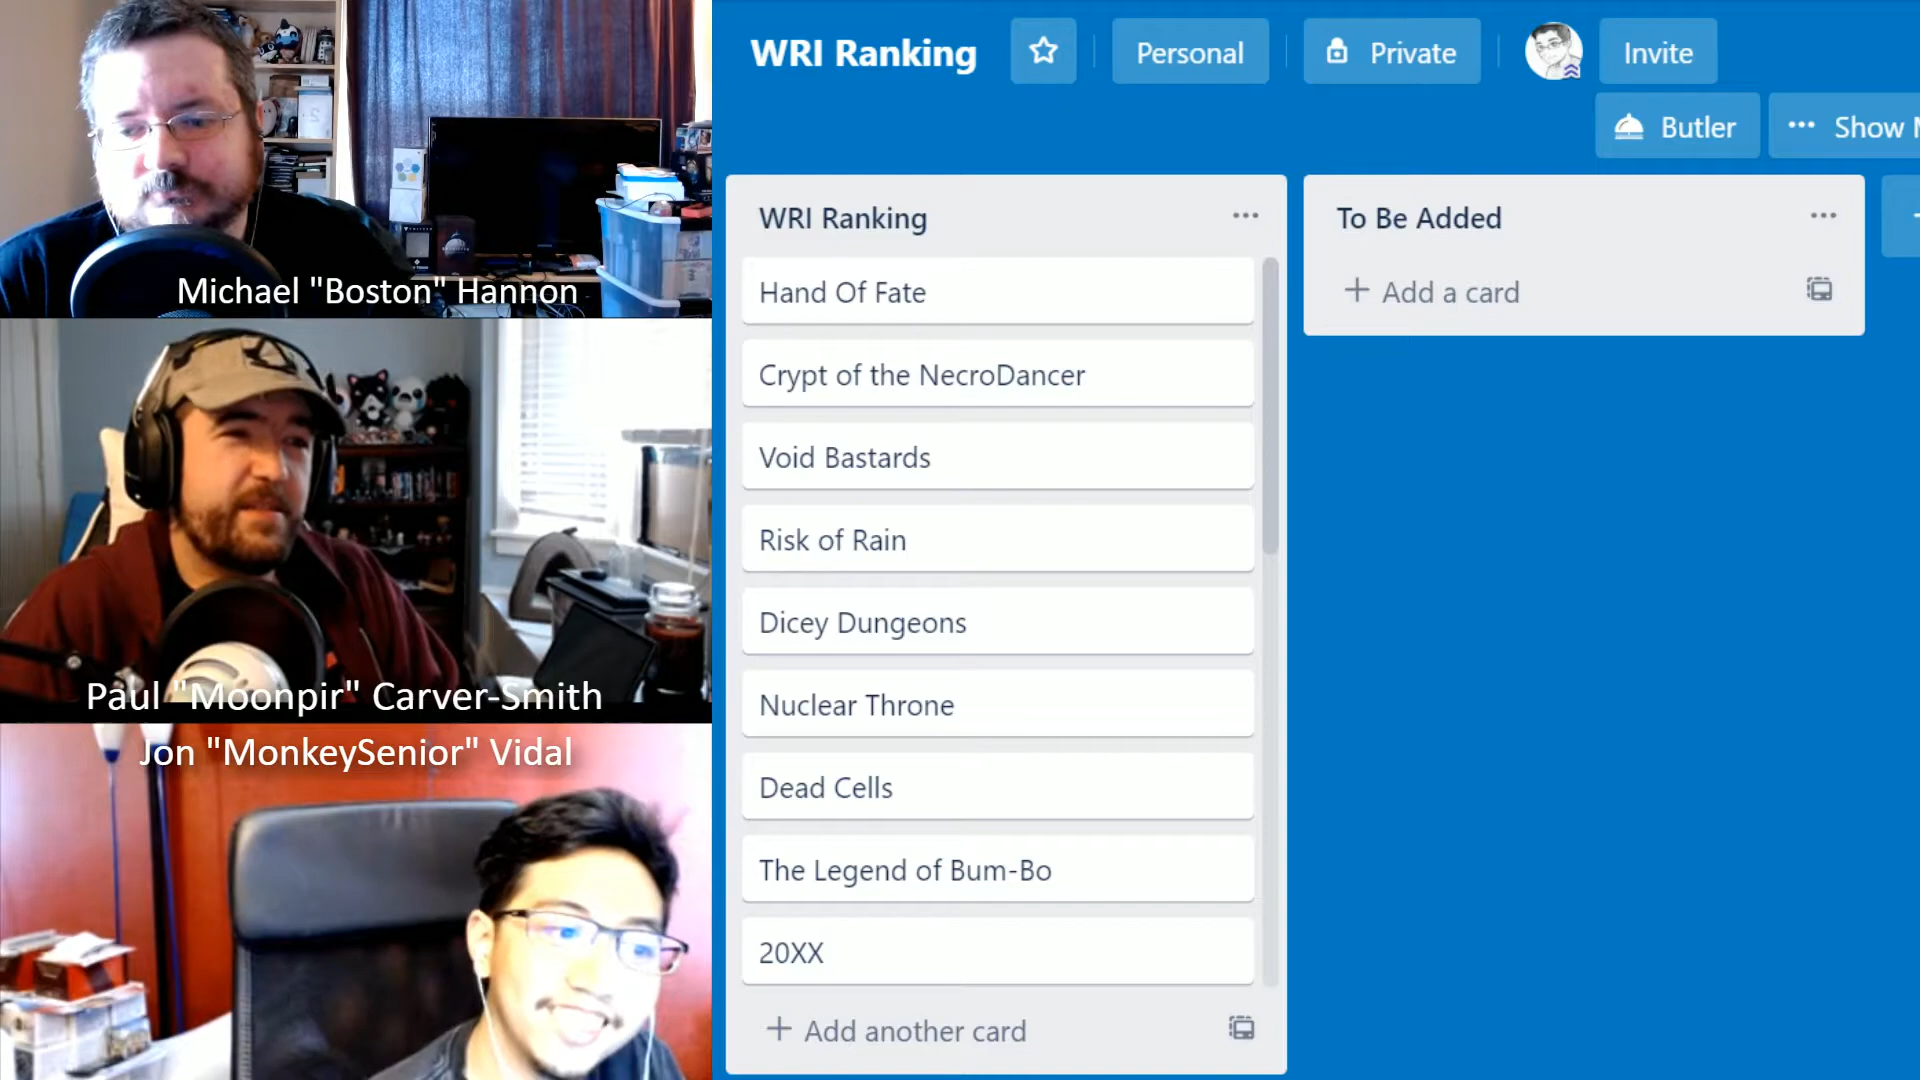 Michael "Boston" Hannon
Paul "Moonpir" Carver-Smith
Jon "MonkeySenior" Vidal
WRI Ranking
Personal
Private
Invite
Butler
Show
WRI Ranking
Hand Of Fate
Crypt of the NecroDancer
Void Bastards
Risk of Rain
Dicey Dungeons
Nuclear Throne
Dead Cells
The Legend of Bum-Bo
20XX
Add another card
To Be Added
Add a card